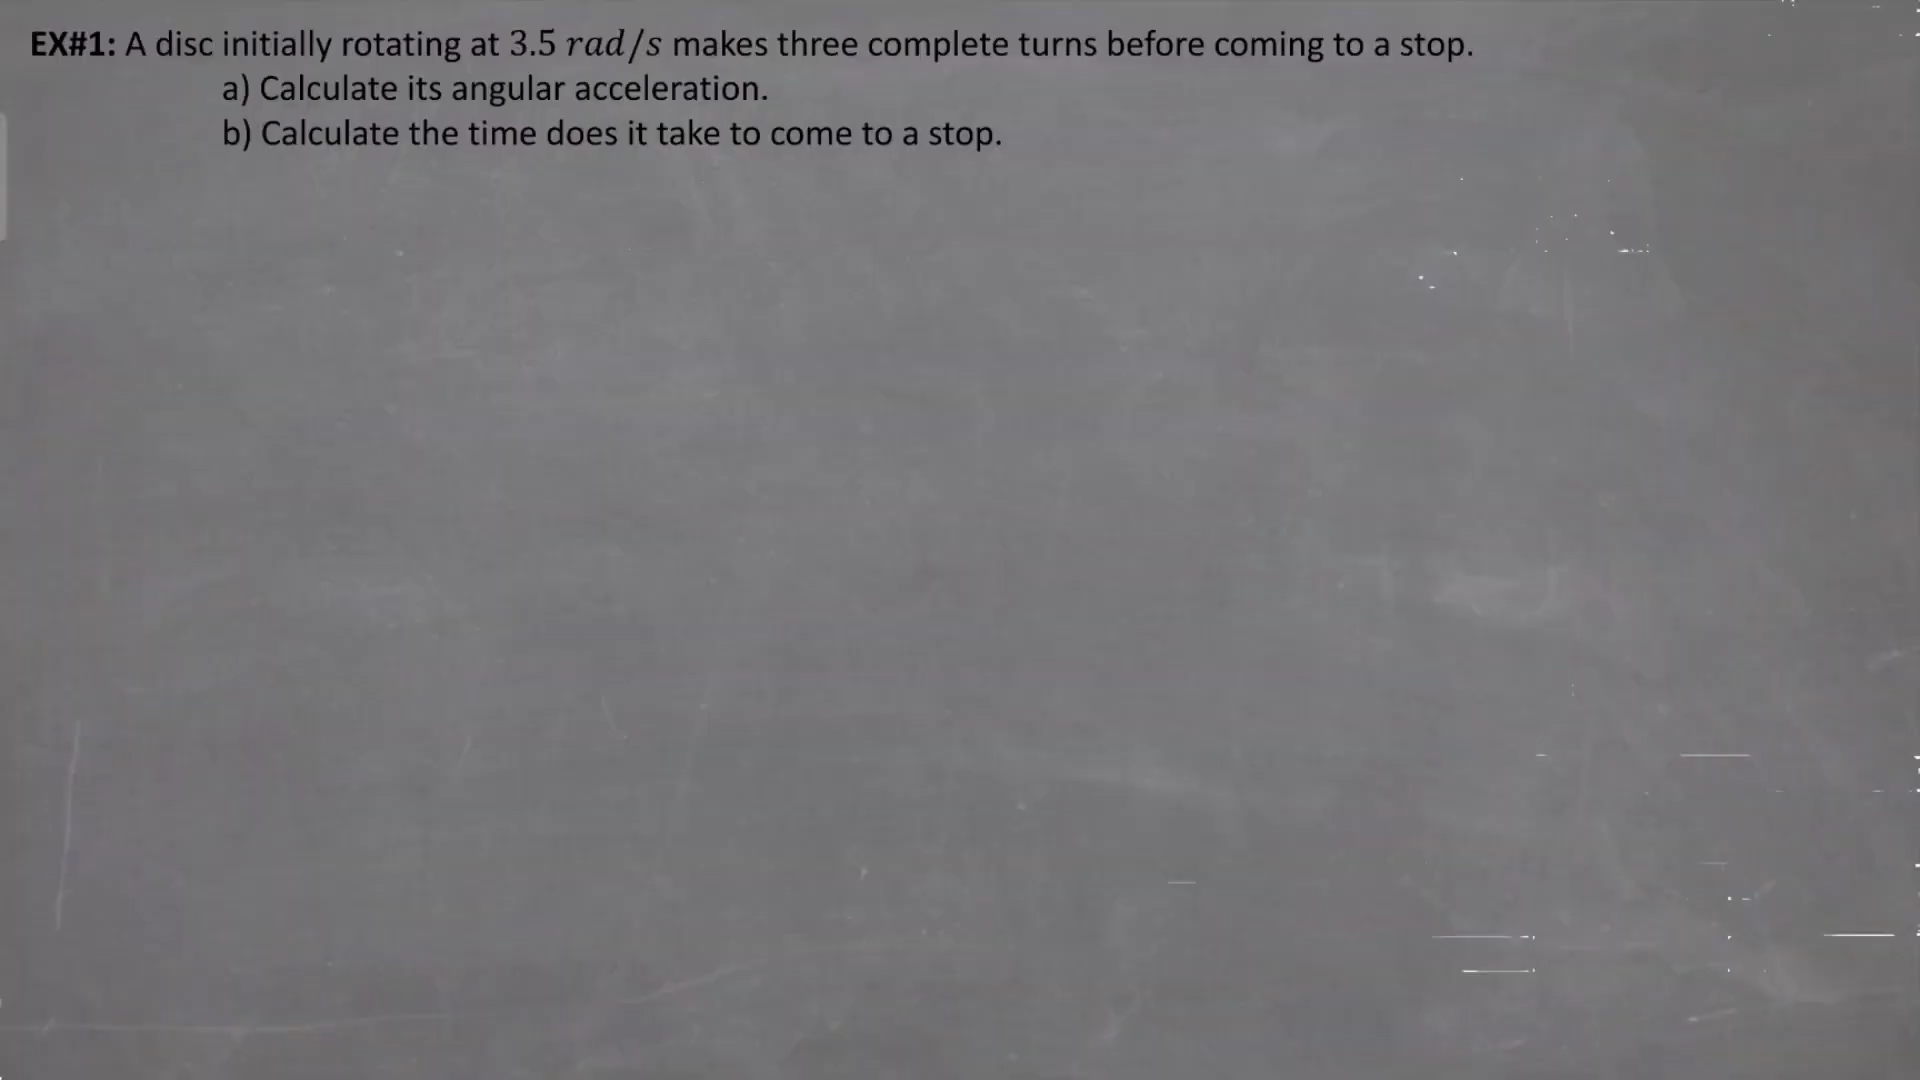 EX#1: A disc initially rotating at 3.5 rad/s makes three complete turns before coming to a stop.
a) Calculate its angular acceleration.
b) Calculate the time does it take to come to a stop.